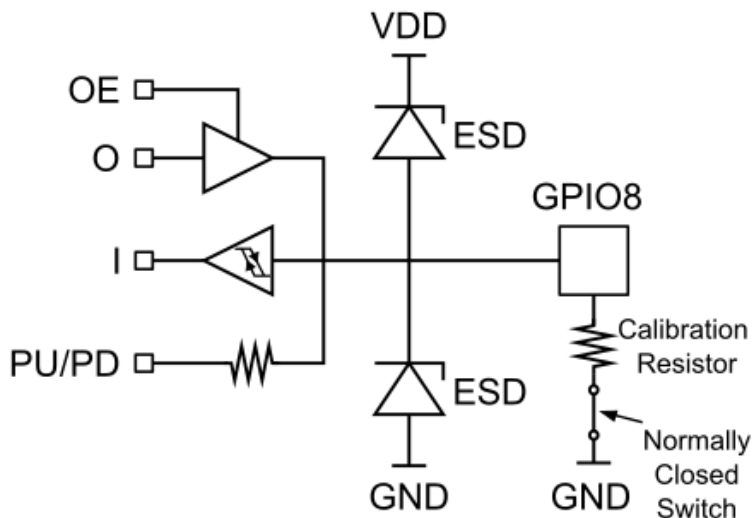 VDD
OE
ESD
O
GPIO8
I
Calibration
Resistor
PU/PD
ESD
Normally
Closed
Switch
GND
GND